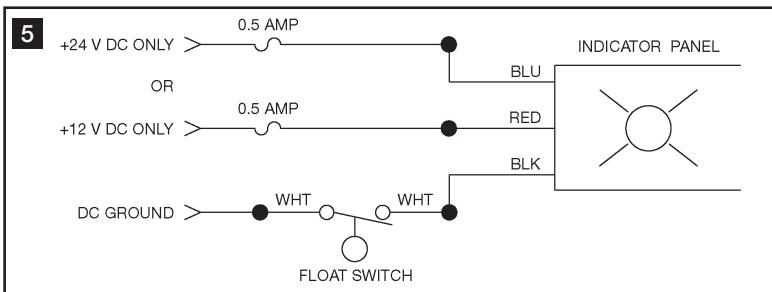 5
0.5 AMP
+24 V DC ONLY
INDICATOR PANEL
BLU
OR
0.5 AMP
+12 V DC ONLY
RED
BLK
DC GROUND
WHT
WHT
FLOAT SWITCH